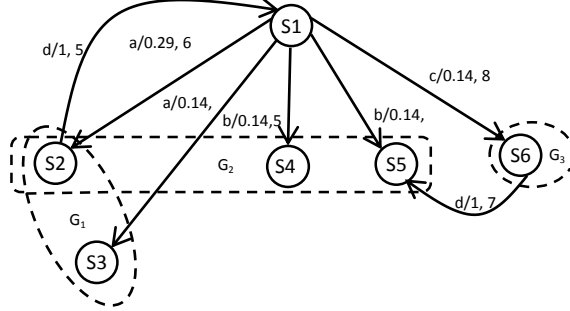 S1
d/1, 5
a/0.29, 6
c/0.14, 8
a/0.14,
b/0.14,5
b/0.14,
S2
G₂
S4
S5
S6
G₃
G₁
d/1, 7
S3